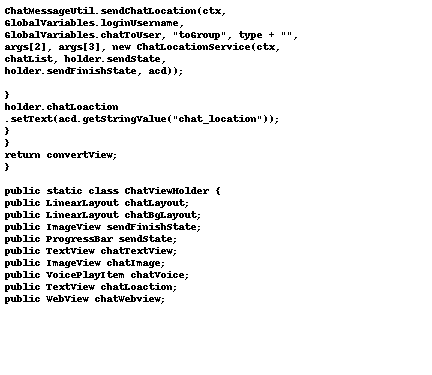 ChatMessageUtil.sendChatLocation(ctx,
GlobalVariables.loginUsername,
GlobalVariables.chatToUser, "toGroup", type + "",
args[2], args[3], new ChatLocationService(ctx,
chatList, holder.sendState,
holder.sendFinishState, acd));
}
holder.chatLoaction
.setText(acd.getStringValue("chat_location"));
}
}
return convertView;
}
public static class ChatViewHolder {
public LinearLayout chatLayout;
public LinearLayout chatBgLayout;
public ImageView sendFinishState;
public ProgressBar sendState;
public TextView chatTextView;
public ImageView chatImage;
public VoicePlayItem chatVoice;
public TextView chatLoaction;
public WebView chatWebview;